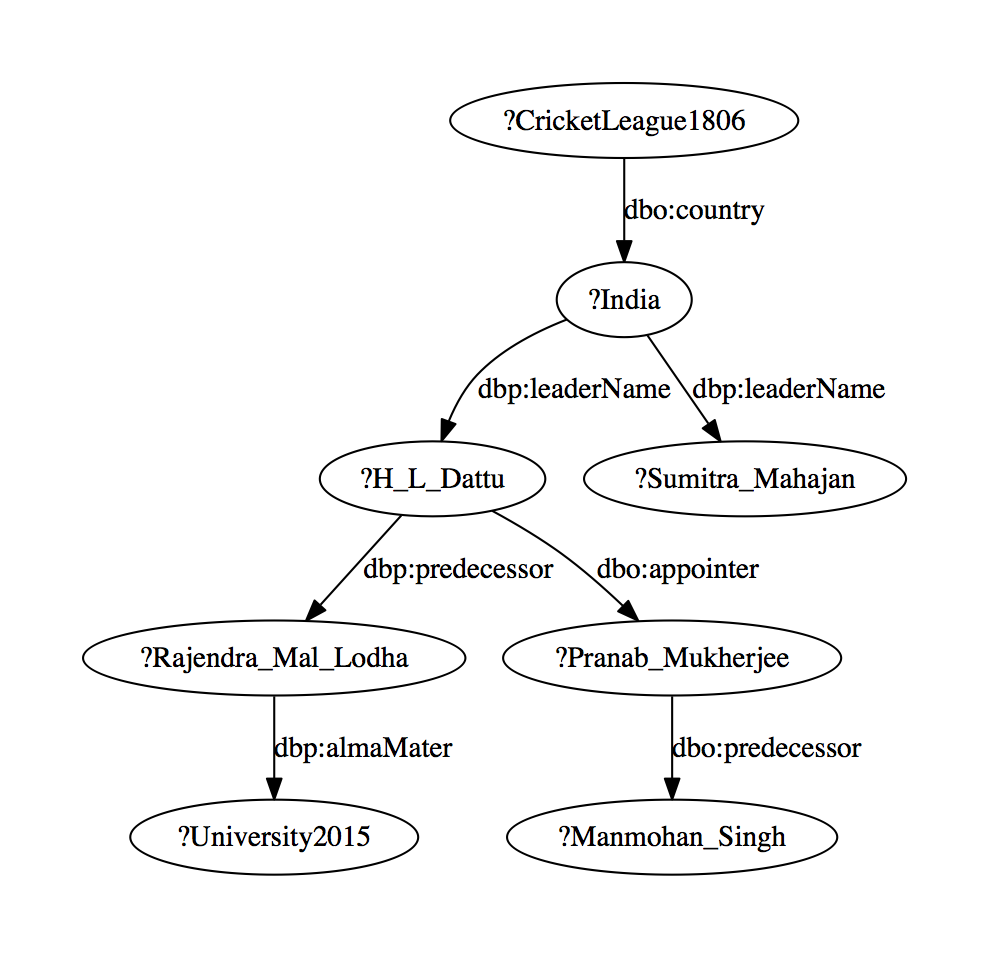 ?CricketLeague1806
dbo:country
?India
dbp:leaderName
dbp:leaderName
?H_L_Dattu
?Sumitra_Mahajan
dbp:predecessor
dbo:appointer
?Rajendra_Mal_Lodha
?Pranab_Mukherjee
dbp:almaMater
dbo:predecessor
?University2015
?Manmohan_Singh